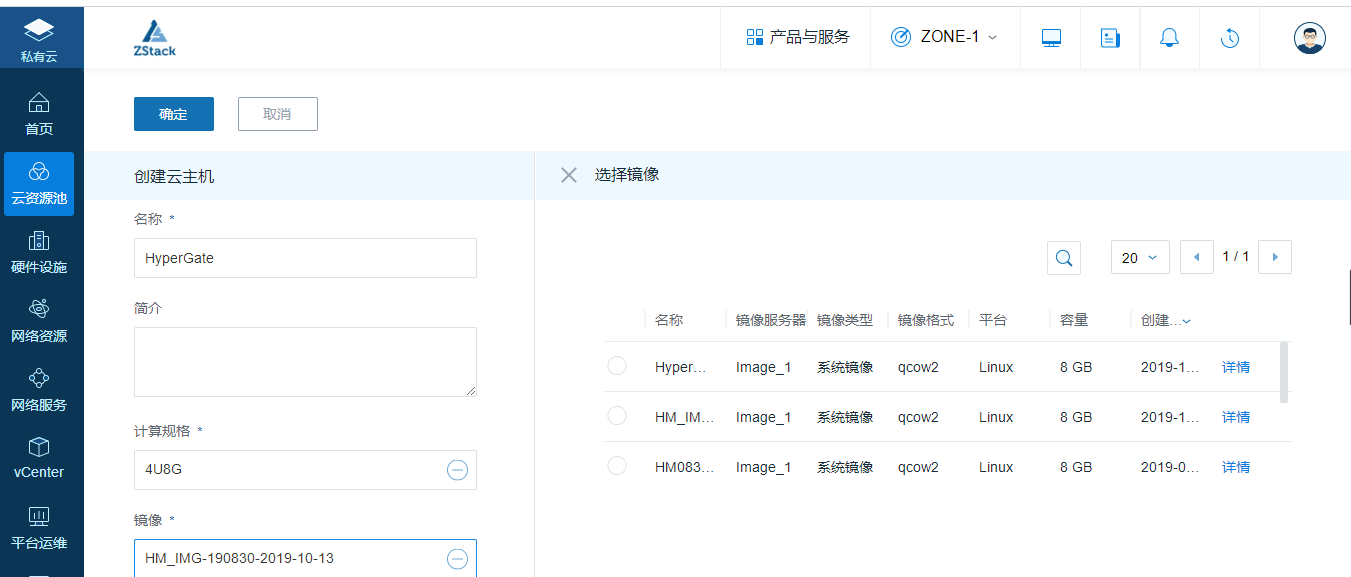 私有云
ZStack
产品与服务
ZONE-1
首页
云资源池
硬件设施
网络资源
网络服务
vCenter
平台运维
确定
取消
创建云主机
名称 *
HyperGate
简介
计算规格 *
4U8G
镜像 *
HM_IMG-190830-2019-10-13
选择镜像
20
1 / 1
名称 镜像服务器 镜像类型 镜像格式 平台 容量 创建...
Hyper... Image_1 系统镜像 qcow2 Linux 8 GB 2019-1... 详情
HM_IM... Image_1 系统镜像 qcow2 Linux 8 GB 2019-1... 详情
HM083... Image_1 系统镜像 qcow2 Linux 8 GB 2019-0... 详情